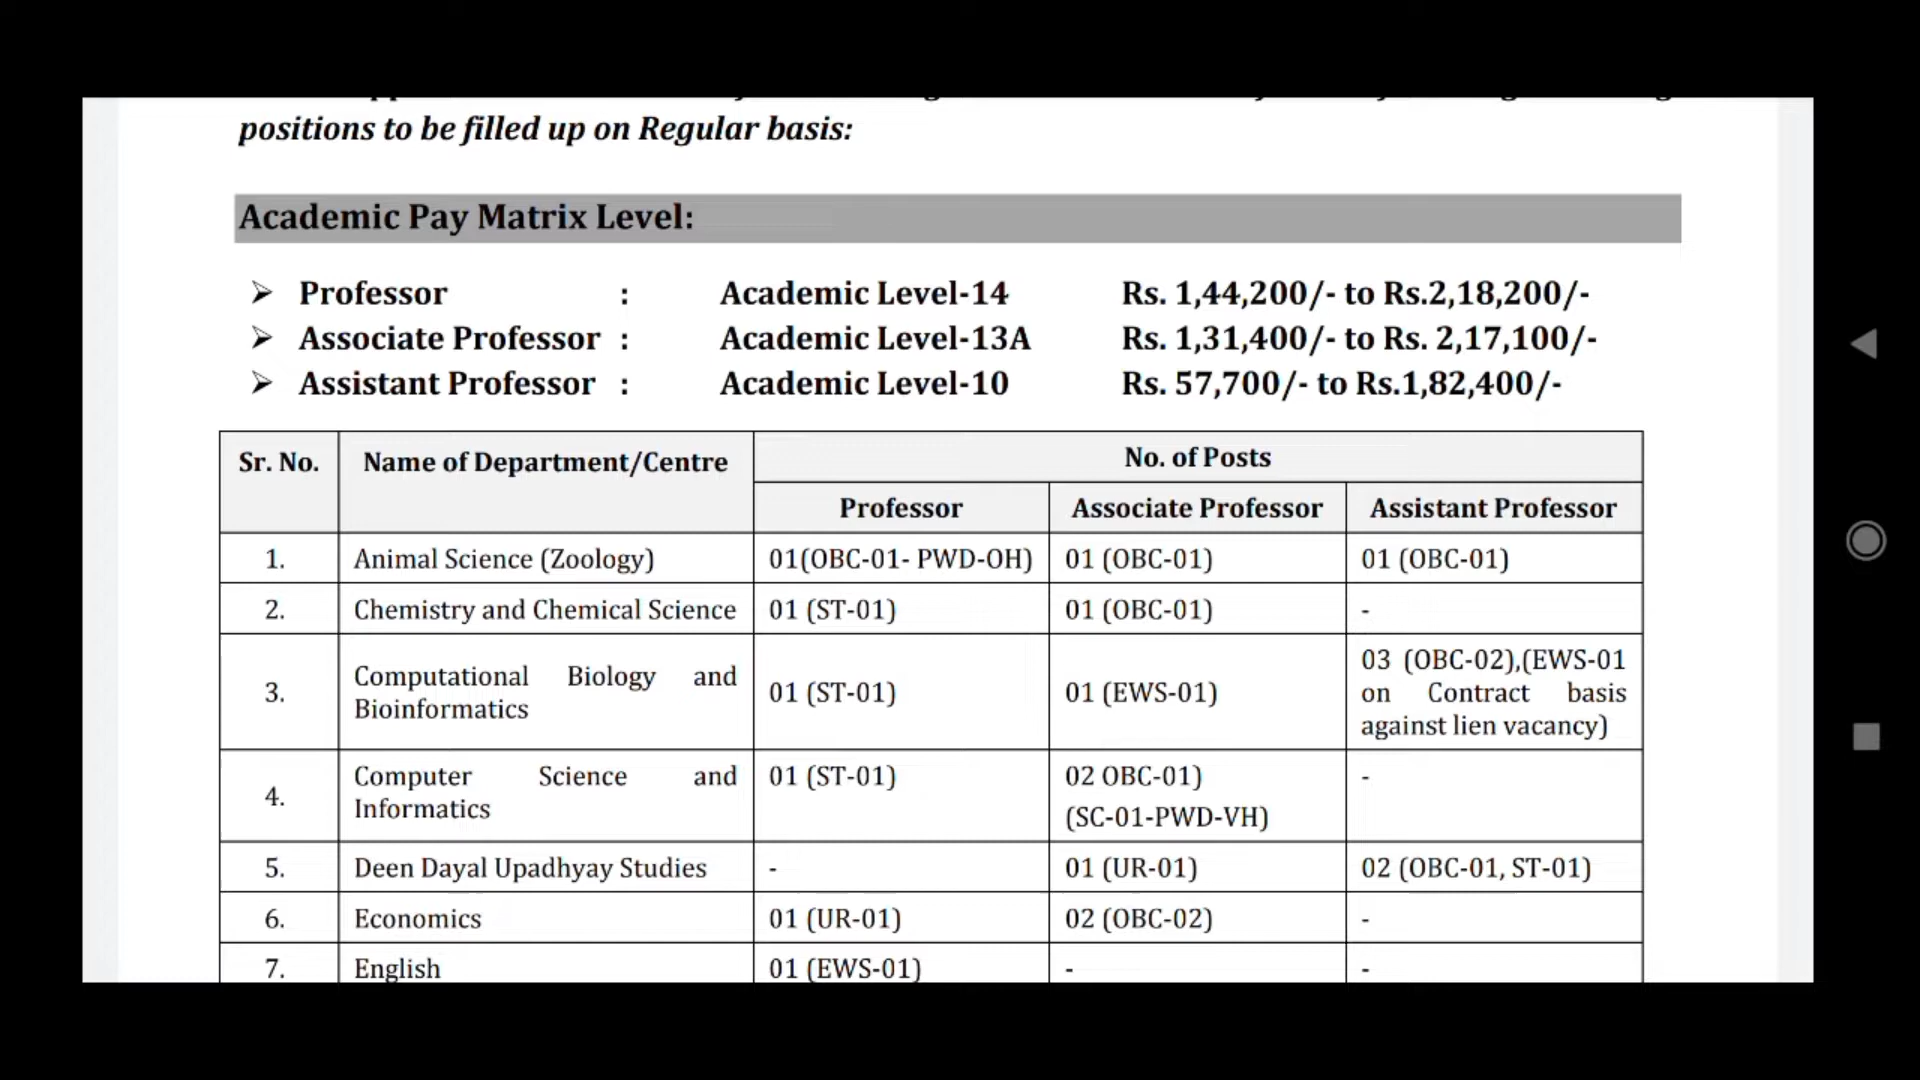 positions to be filled up on Regular basis:
Academic Pay Matrix Level:
➢ Professor : Academic Level-14 Rs. 1,44,200/- to Rs.2,18,200/-
➢ Associate Professor : Academic Level-13A Rs. 1,31,400/- to Rs. 2,17,100/-
➢ Assistant Professor : Academic Level-10 Rs. 57,700/- to Rs.1,82,400/-
Sr. No. Name of Department/Centre No. of Posts
Professor Associate Professor Assistant Professor
1. Animal Science (Zoology) 01(OBC-01- PWD-OH) 01 (OBC-01) 01 (OBC-01)
2. Chemistry and Chemical Science 01 (ST-01) 01 (OBC-01) -
3. Computational Biology and
Bioinformatics
01 (ST-01) 01 (EWS-01)
03 (OBC-02),(EWS-01
on Contract basis
against lien vacancy)
4. Computer Science and
Informatics
01 (ST-01)
02 OBC-01)
(SC-01-PWD-VH)
-
5. Deen Dayal Upadhyay Studies - 01 (UR-01) 02 (OBC-01, ST-01)
6. Economics 01 (UR-01) 02 (OBC-02) -
7. English 01 (EWS-01) - -